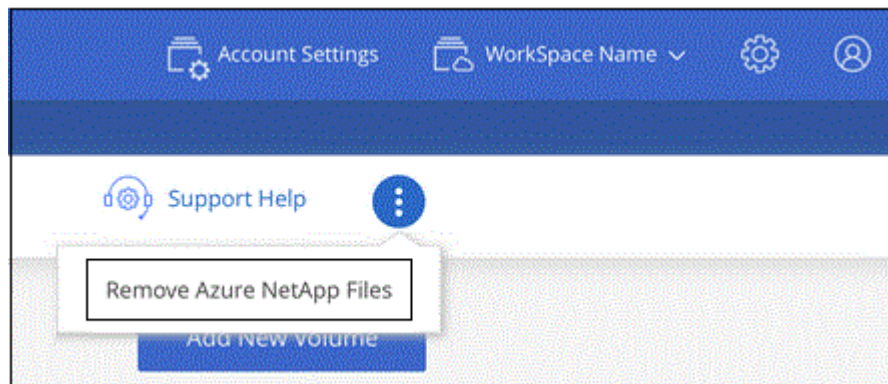 Account Settings WorkSpace Name
Support Help
Remove Azure NetApp Files
Add New Volume